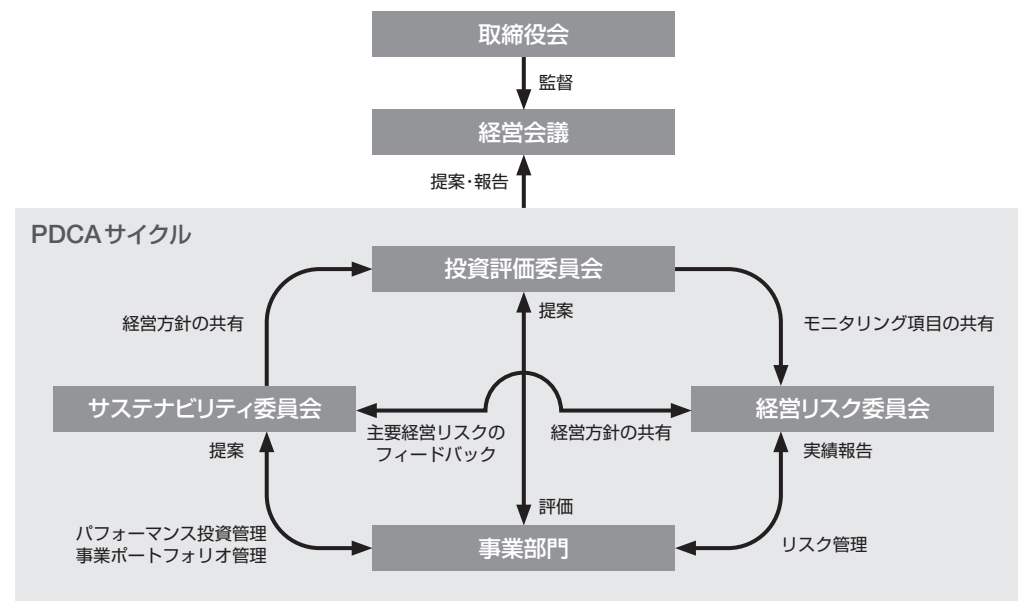 取締役会
監督
経営会議
提案・報告
PDCAサイクル
投資評価委員会
提案
経営方針の共有
モニタリング項目の共有
サステナビリティ委員会
経営リスク委員会
提案
主要経営リスクの
フィードバック
経営方針の共有
実績報告
評価
パフォーマンス投資管理
事業ポートフォリオ管理
事業部門
リスク管理